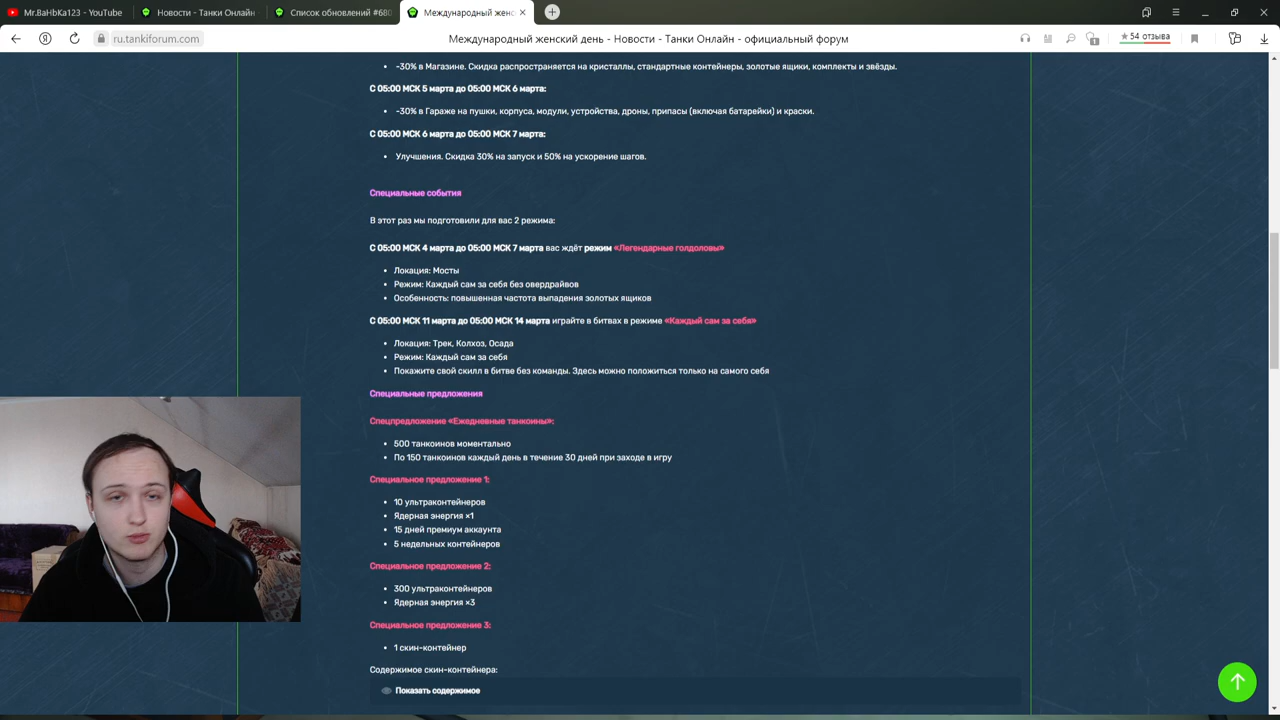 Mr.BaHbKa123 - YouTube
Новости - Танки Онлайн
Список обновлений #680
Международный женс
ru.tankiforum.com
Международный женский день - Новости - Танки Онлайн - официальный форум
54 отзыва
-30% в Магазине. Скидка распространяется на кристаллы, стандартные контейнеры, золотые ящики, комплекты и звёзды.
С 05:00 МСК 5 марта до 05:00 МСК 6 марта:
-30% в Гараже на пушки, корпуса, модули, устройства, дроны, припасы (включая батарейки) и краски.
С 05:00 МСК 6 марта до 05:00 МСК 7 марта:
Улучшения. Скидка 30% на запуск и 50% на ускорение шагов.
Специальные события
В этот раз мы подготовили для вас 2 режима:
С 05:00 МСК 4 марта до 05:00 МСК 7 марта вас ждёт режим «Легендарные голдоловы»
Локация: Мосты
Режим: Каждый сам за себя без овердрайвов
Особенность: повышенная частота выпадения золотых ящиков
С 05:00 МСК 11 марта до 05:00 МСК 14 марта играйте в битвах в режиме «Каждый сам за себя»
Локация: Трек, Колхоз, Осада
Режим: Каждый сам за себя
Покажите свой скилл в битве без команды. Здесь можно положиться только на самого себя
Специальные предложения
Спецпредложение «Ежедневные танкоины»:
500 танкоинов моментально
По 150 танкоинов каждый день в течение 30 дней при заходе в игру
Специальное предложение 1:
10 ультраконтейнеров
Ядерная энергия ×1
15 дней премиум аккаунта
5 недельных контейнеров
Специальное предложение 2:
300 ультраконтейнеров
Ядерная энергия ×3
Специальное предложение 3:
1 скин-контейнер
Содержимое скин-контейнера:
Показать содержимое